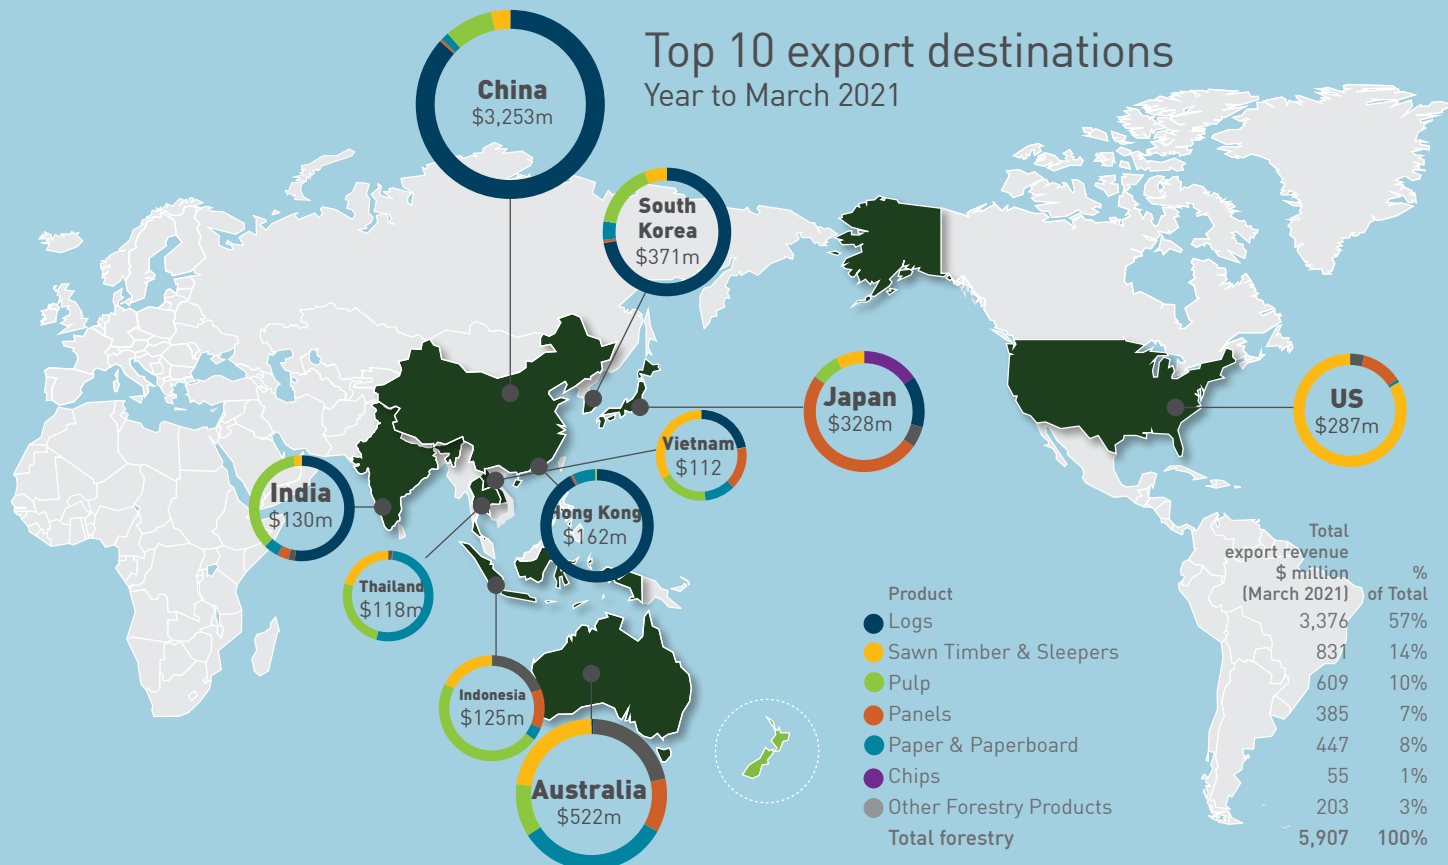 Top 10 export destinations
Year to March 2021
China
$3,253m
South
Korea
$371m
Japan
$328m
US
$287m
Vietnam
$112
India
$130m
Hong Kong
$162m
Thailand
$118m
Indonesia
$125m
Australia
$522m
Total
export revenue
$ million %
Product (March 2021) of Total
Logs 3,376 57%
Sawn Timber & Sleepers 831 14%
Pulp 609 10%
Panels 385 7%
Paper & Paperboard 447 8%
Chips 55 1%
Other Forestry Products 203 3%
Total forestry 5,907 100%